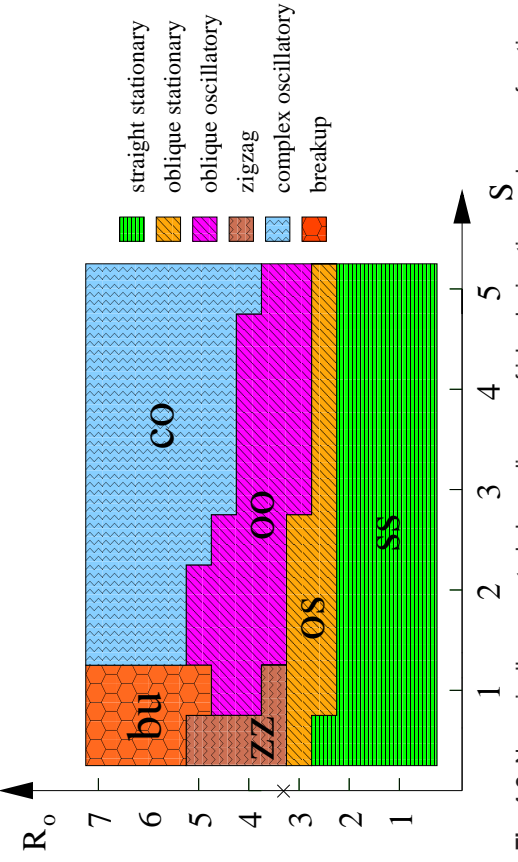 R₀
7
6
5
4
3
2
1
bu
co
oo
zz
os
ss
1
2
3
4
5
S
straight stationary
oblique stationary
oblique oscillatory
zigzag
complex oscillatory
breakup